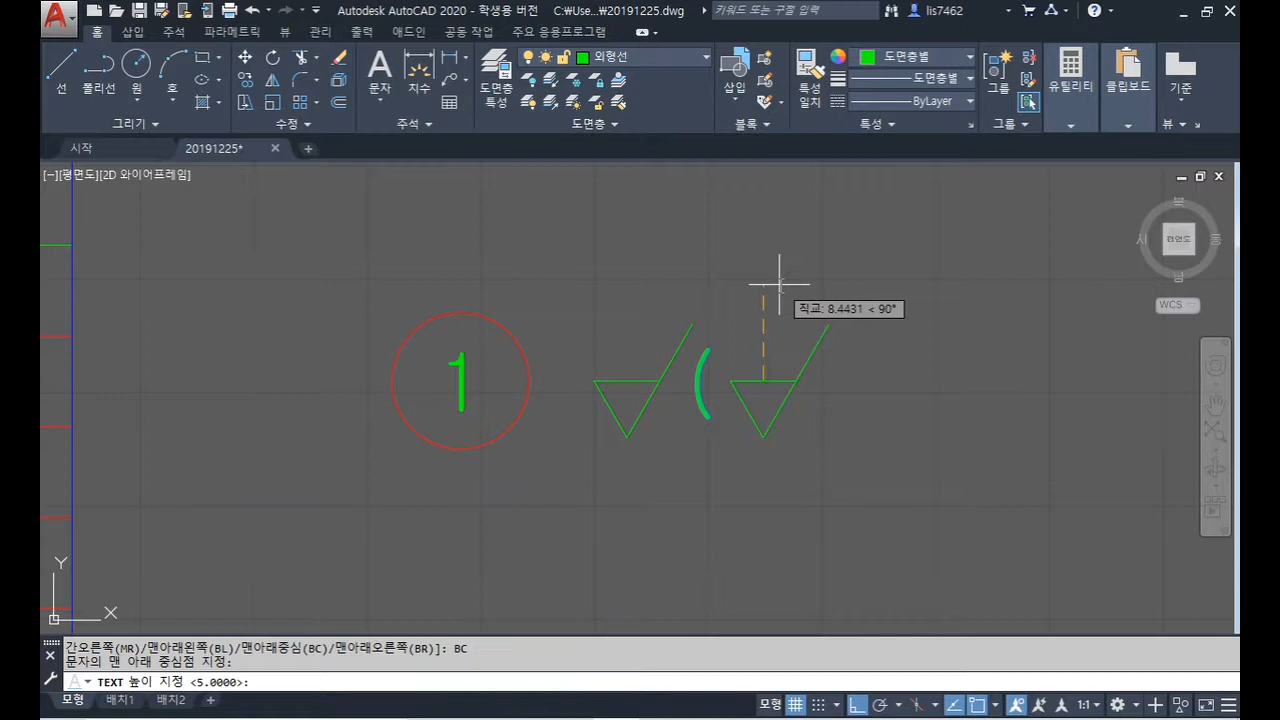 A Autodesk AutoCAD 2020 - 학생용 버전 C:₩Use...₩20191225.dwg 키워드 또는 구절 입력 lis7462
홈 삽입 주석 파라메트릭 뷰 관리 출력 애드인 공동 작업 주요 응용프로그램
선 폴리선 원 호 문자 치수 도면층 특성 외형선 삽입 특성 일치 도면층별 도면층별 ByLayer 그룹 유틸리티 클립보드 기준
그리기 수정 주석 도면층 블록 특성 그룹 뷰
시작 20191225*
[−][평면도][2D 와이어프레임]
북
서 평면도 동
남
WCS
직교: 8.4431 < 90°
1 (
Y
X
간오른쪽(MR)/맨아래왼쪽(BL)/맨아래중심(BC)/맨아래오른쪽(BR)]: BC
문자의 맨 아래 중심점 지정:
TEXT 높이 지정 <5.0000>:
모형 배치1 배치2 모형 1:1